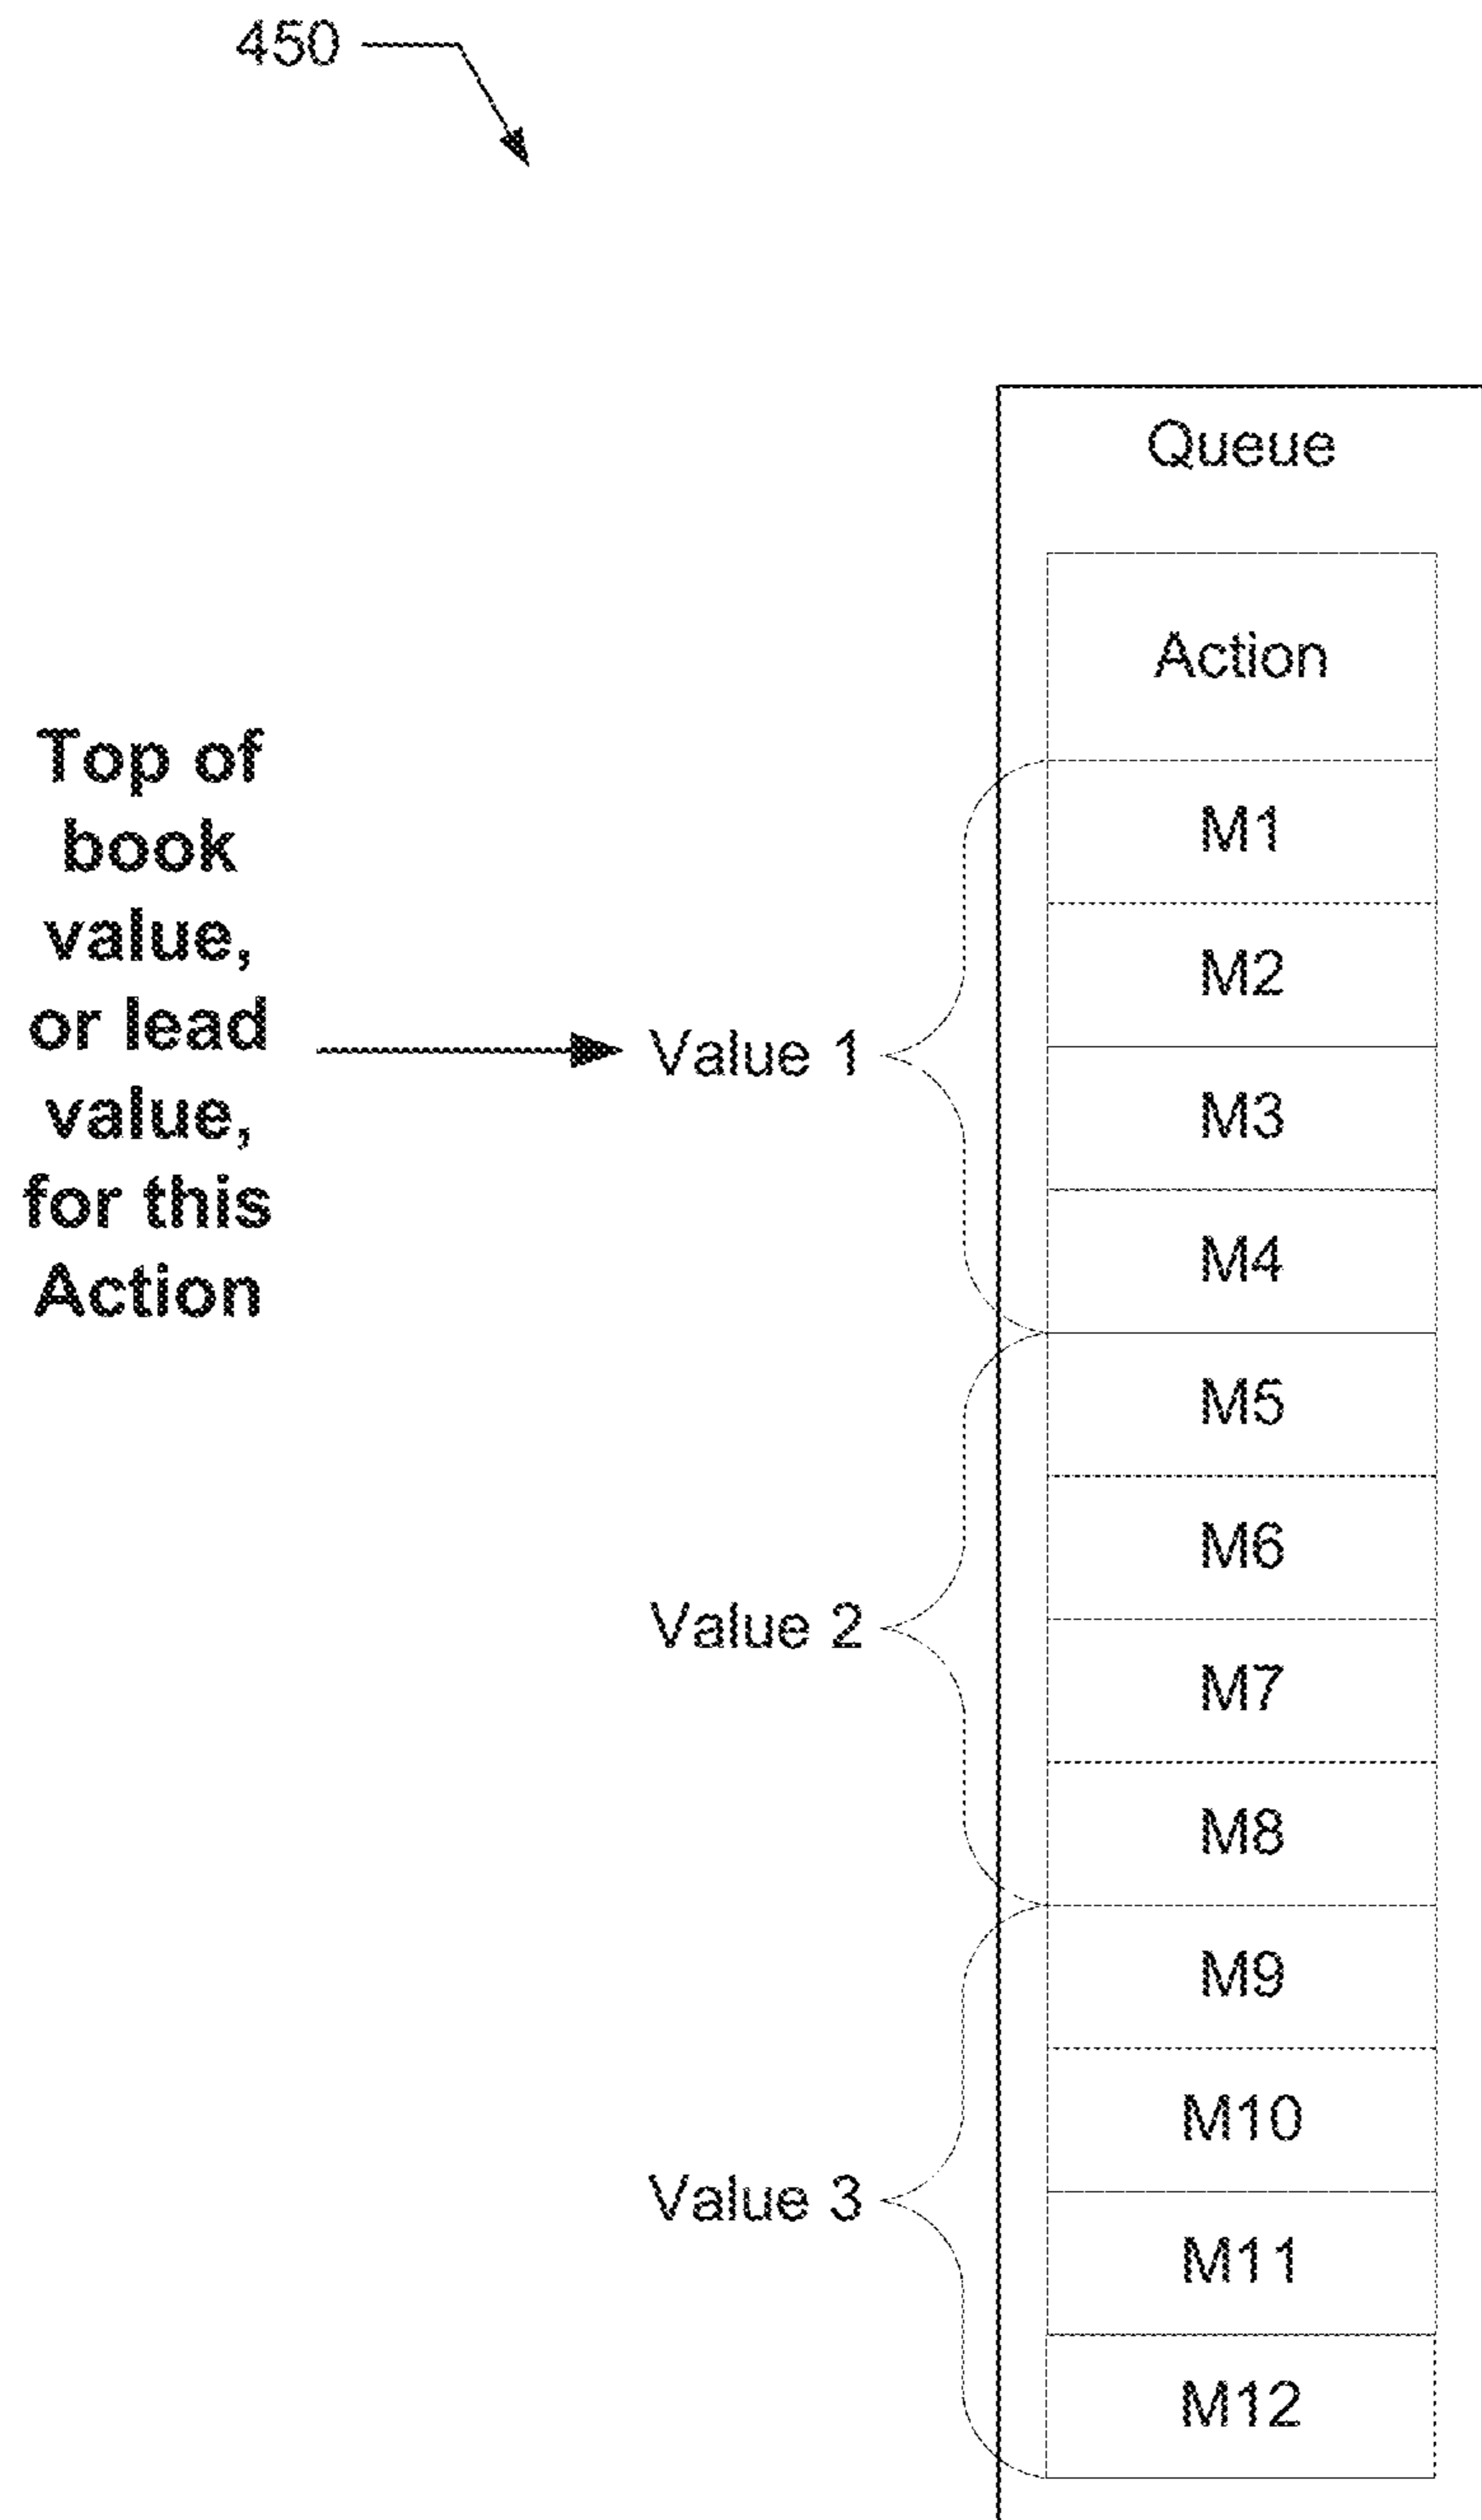 450
Queue
Action
Top of
book
value,
or lead
value,
for this
Action
Value 1
Value 2
Value 3
M1
M2
M3
M4
M5
M6
M7
M8
M9
M10
M11
M12